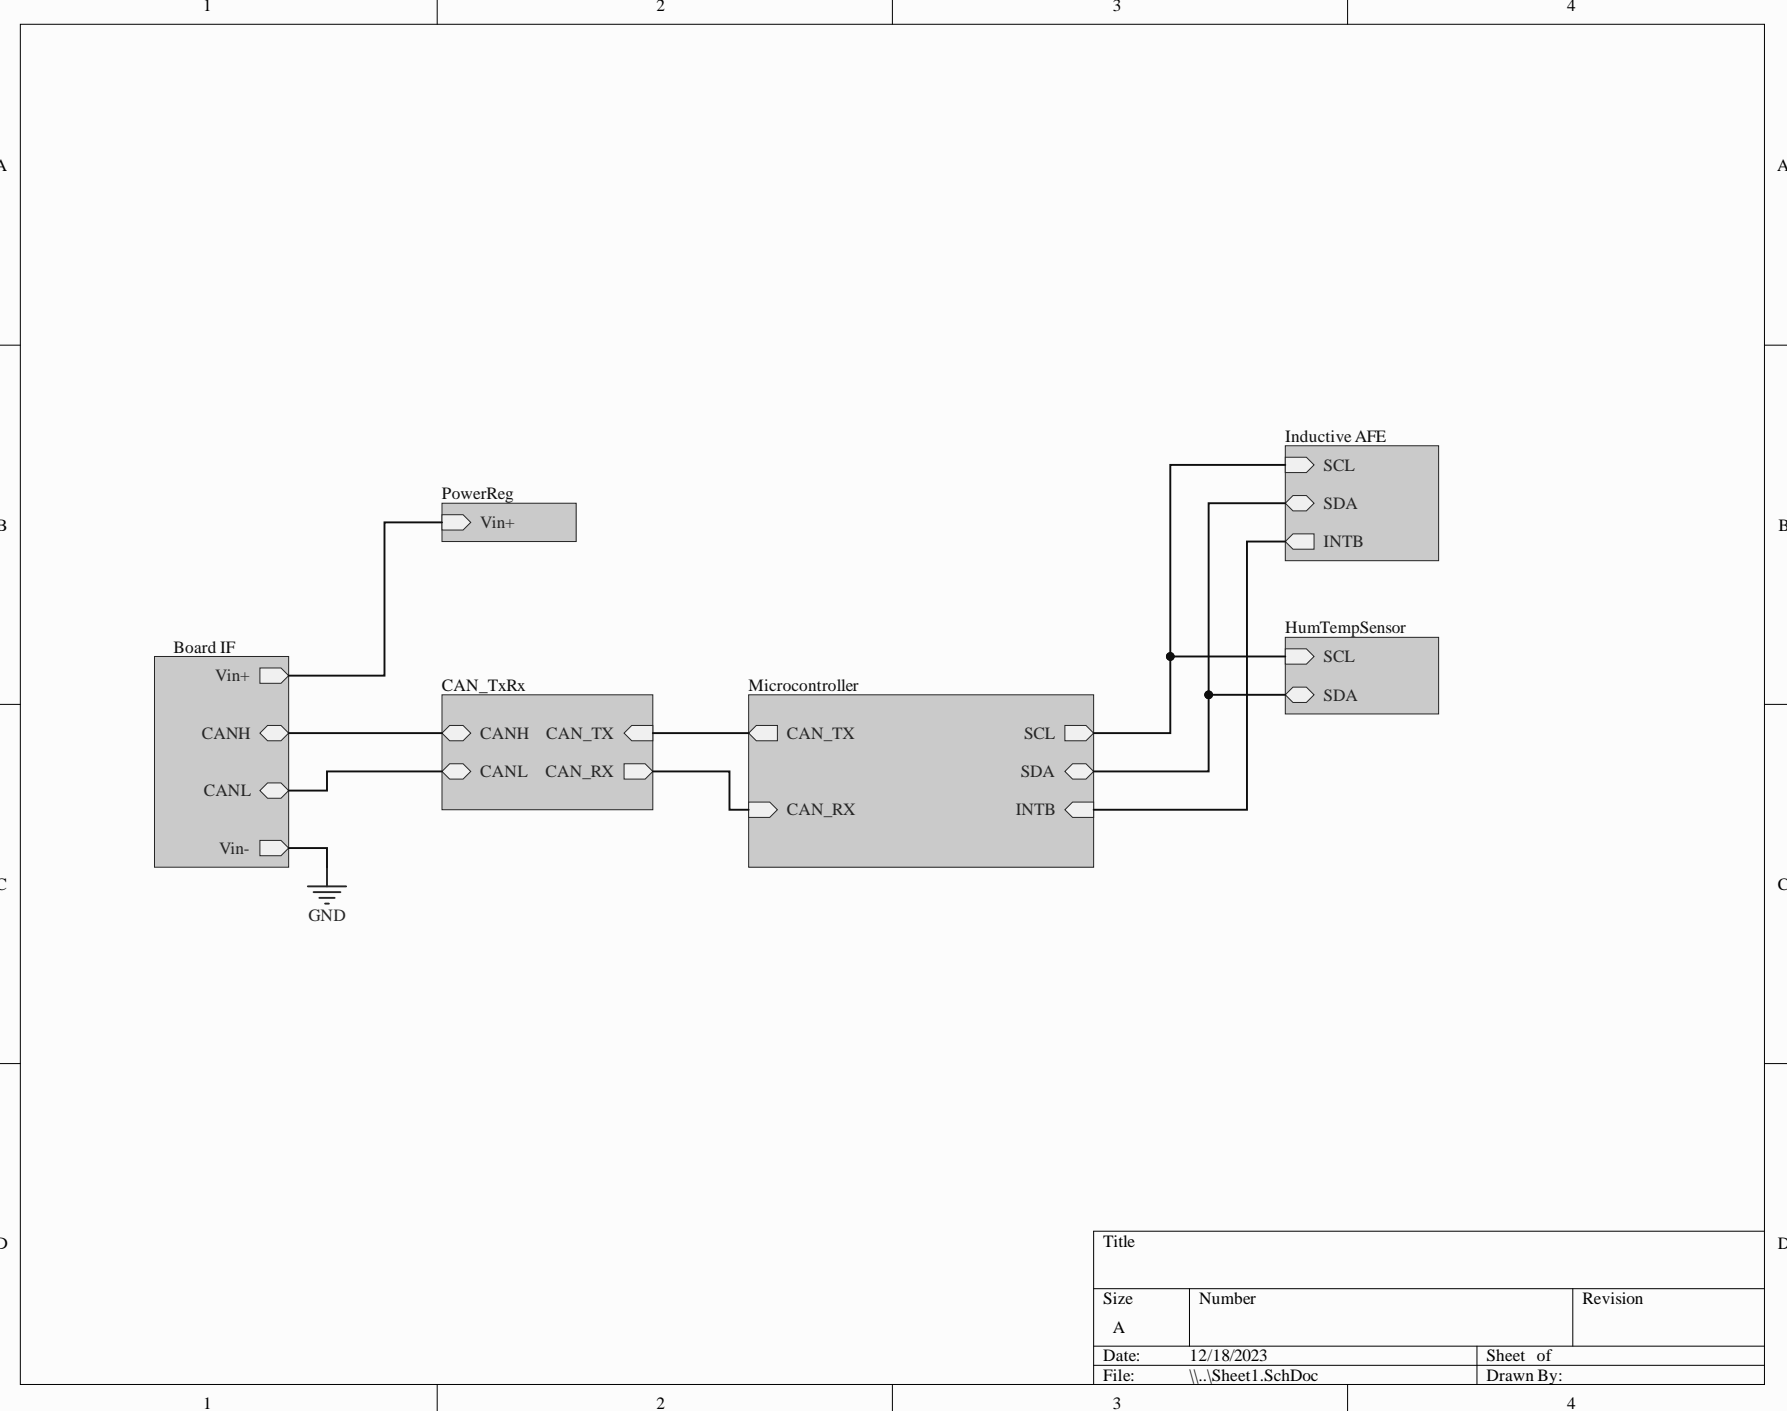 1 2 3 4
A A
Inductive AFE
SCL
PowerReg
SDA
B Vin+ B
INTB
HumTempSensor
Board IF
SCL
Vin+
CAN_TxRx Microcontroller
SDA
CANH CANH CAN_TX CAN_TX SCL
CANL CAN_RX SDA
CANL
CAN_RX INTB
Vin-
C C
GND
D D
Title
Size Number Revision
A
Date: 12/18/2023 Sheet of
File: \\..\Sheet1.SchDoc Drawn By:
1 2 3 4